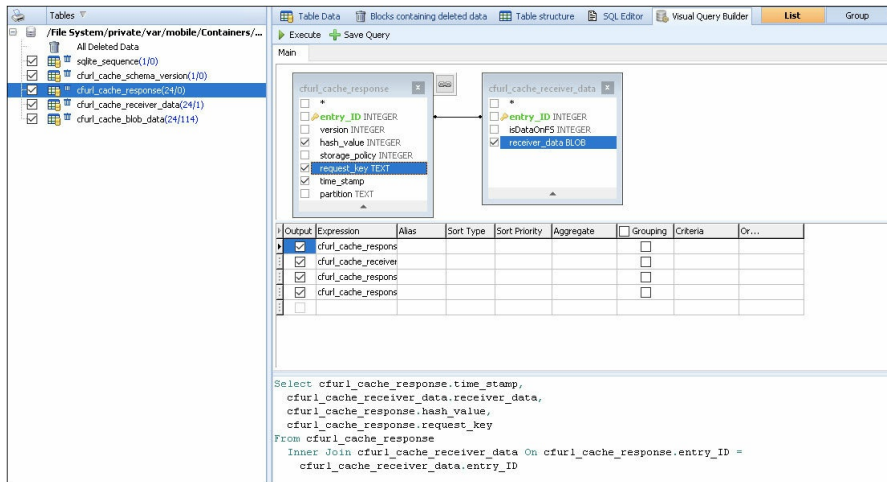 Tables
Table Data
Blocks containing deleted data
Table structure
SQL Editor
Visual Query Builder
List
Group
/File System/private/var/mobile/Containers/...
All Deleted Data
sqlite_sequence(1/0)
cfurl_cache_schema_version(1/0)
cfurl_cache_response(24/0)
cfurl_cache_receiver_data(24/1)
cfurl_cache_blob_data(24/114)
Execute
Save Query
Main
cfurl_cache_response
*
entry_ID INTEGER
version INTEGER
hash_value INTEGER
storage_policy INTEGER
request_key TEXT
time_stamp
partition TEXT
cfurl_cache_receiver_data
*
entry_ID INTEGER
isDataOnFS INTEGER
receiver_data BLOB
Output Expression Alias Sort Type Sort Priority Aggregate Grouping Criteria Or...
cfurl_cache_respons
cfurl_cache_receiver
cfurl_cache_respons
cfurl_cache_respons
Select cfurl_cache_response.time_stamp,
cfurl_cache_receiver_data.receiver_data,
cfurl_cache_response.hash_value,
cfurl_cache_response.request_key
From cfurl_cache_response
Inner Join cfurl_cache_receiver_data On cfurl_cache_response.entry_ID =
cfurl_cache_receiver_data.entry_ID